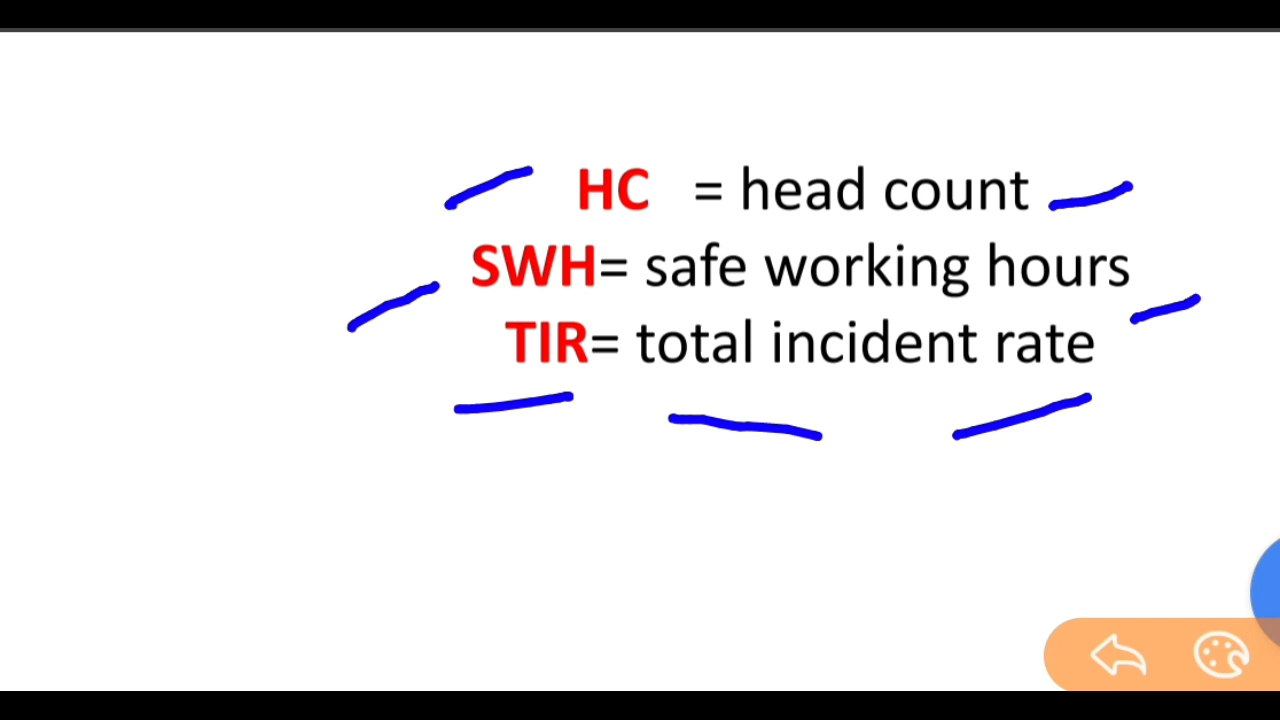 HC = head count
SWH= safe working hours
TIR= total incident rate